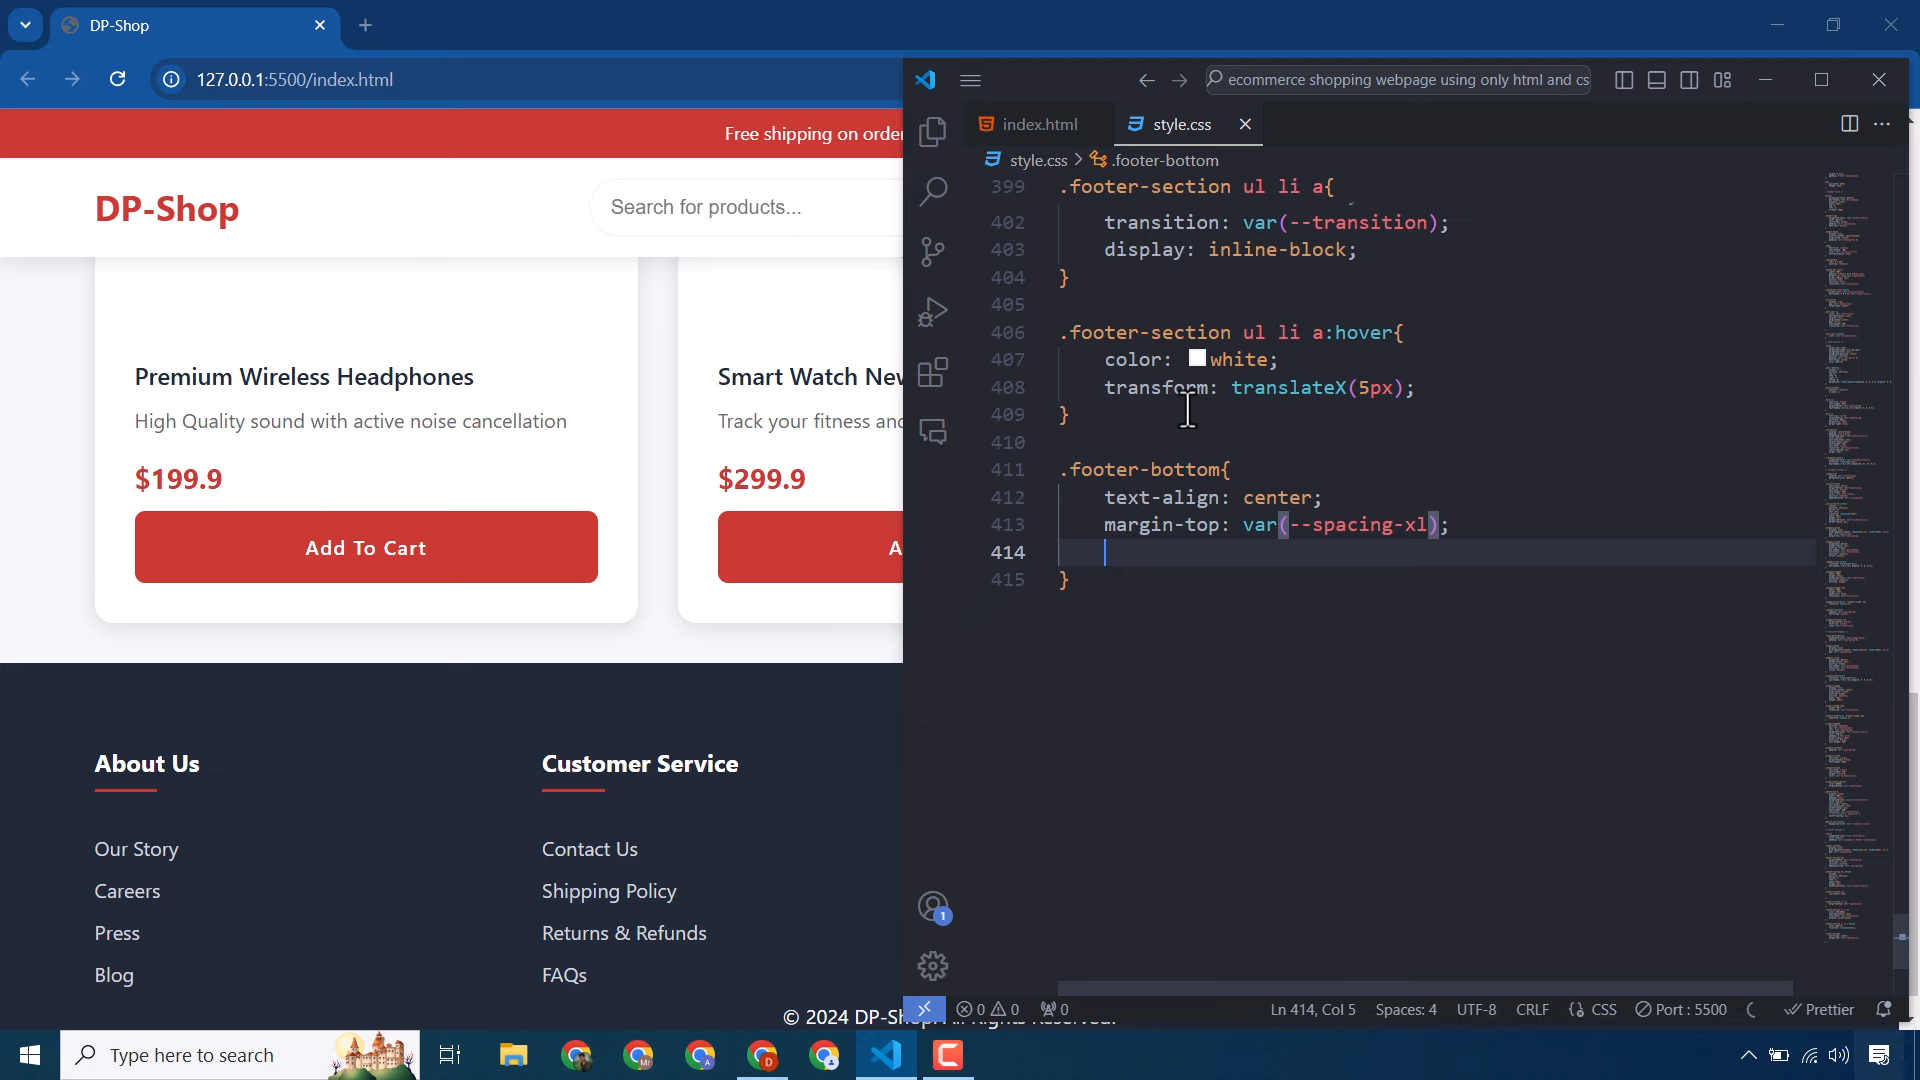 DP-Shop
127.0.0.1:5500/index.html
Free shipping on order
DP-Shop
Search for products...
Premium Wireless Headphones
High Quality sound with active noise cancellation
$199.9
Add To Cart
Smart Watch Nev
Track your fitness and
$299.9
A
About Us
Our Story
Careers
Press
Blog
Customer Service
Contact Us
Shipping Policy
Returns & Refunds
FAQs
© 2024 DP-Shop. All Rights Reserved.
ecommerce shopping webpage using only html and cs
index.html
style.css
style.css > .footer-bottom
399 .footer-section ul li a{
402 transition: var(--transition);
403 display: inline-block;
404 }
405
406 .footer-section ul li a:hover{
407 color: white;
408 transform: translateX(5px);
409 }
410
411 .footer-bottom{
412 text-align: center;
413 margin-top: var(--spacing-xl);
414
415 }
1
0 0 0 Ln 414, Col 5 Spaces: 4 UTF-8 CRLF {} CSS Port : 5500 Prettier
Type here to search